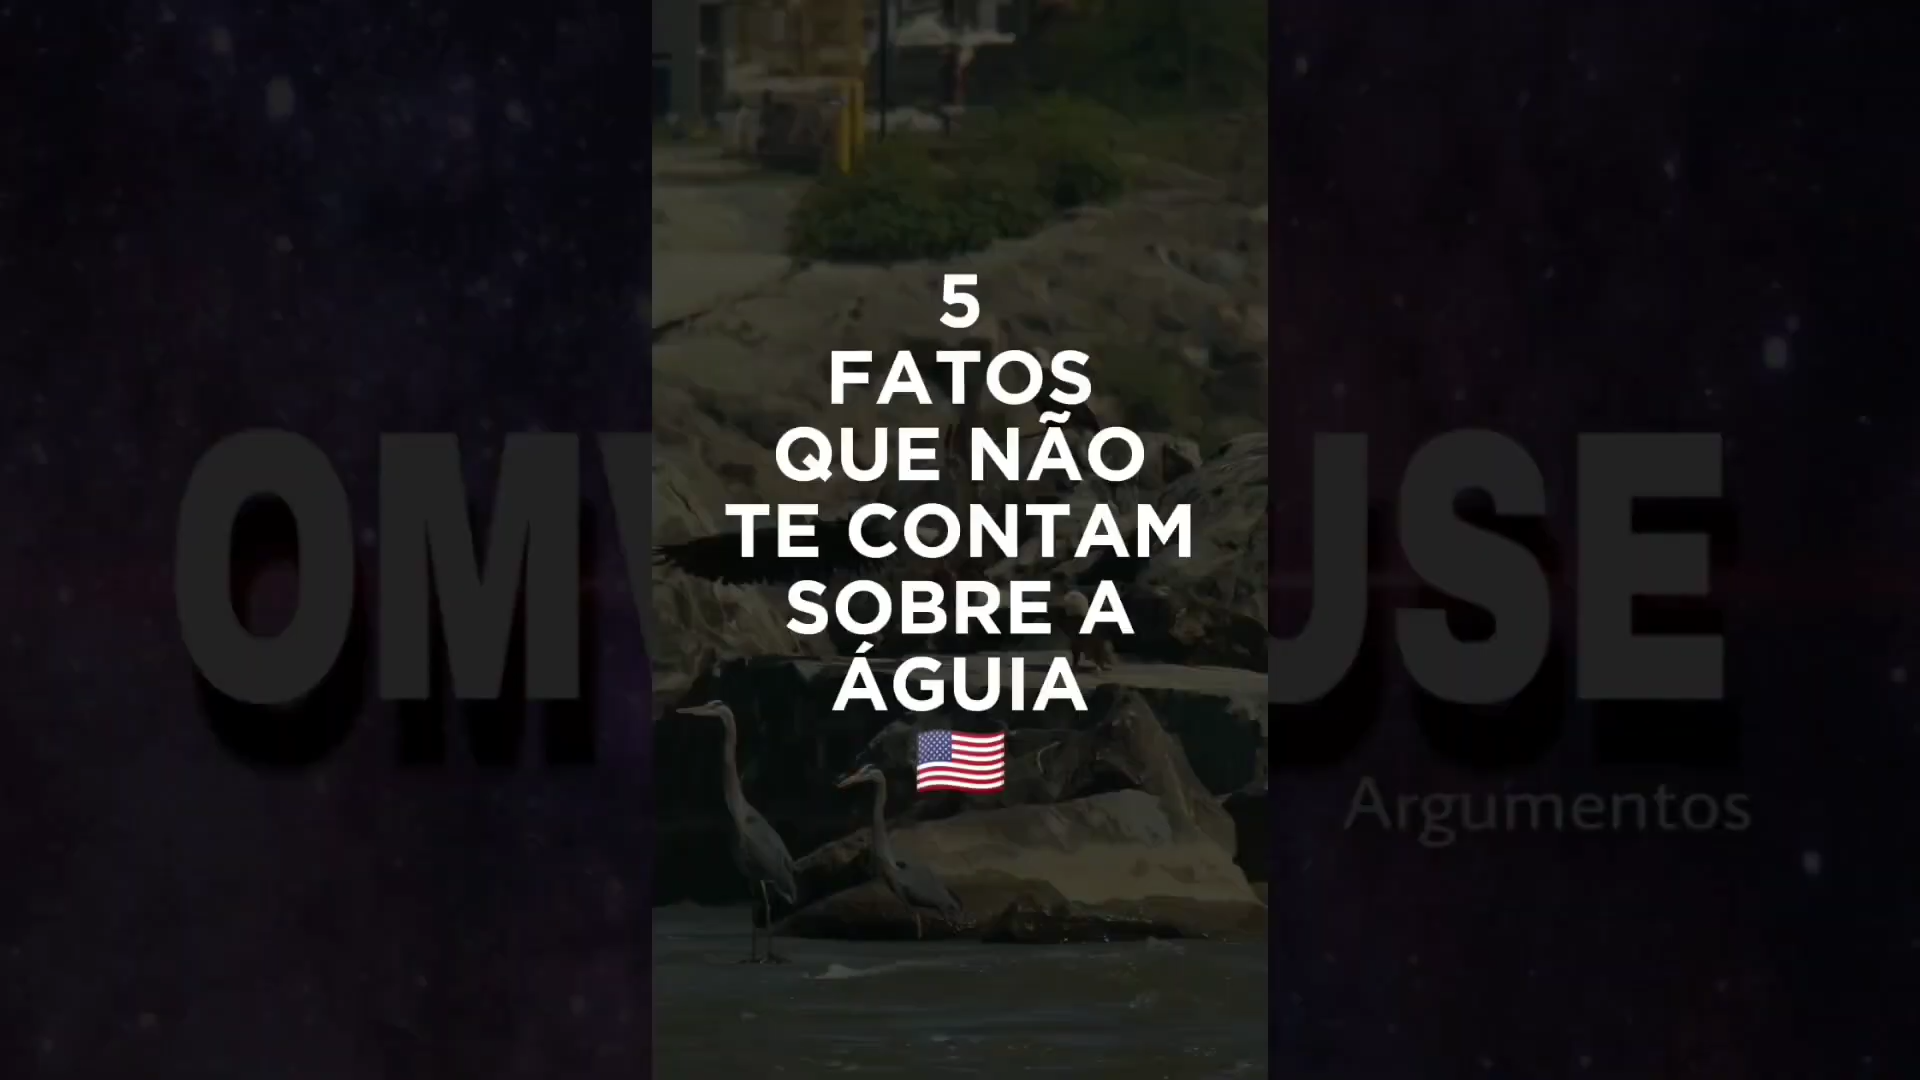 5
FATOS
QUE NÃO
TE CONTAM
SOBRE A
ÁGUIA
Argumentos